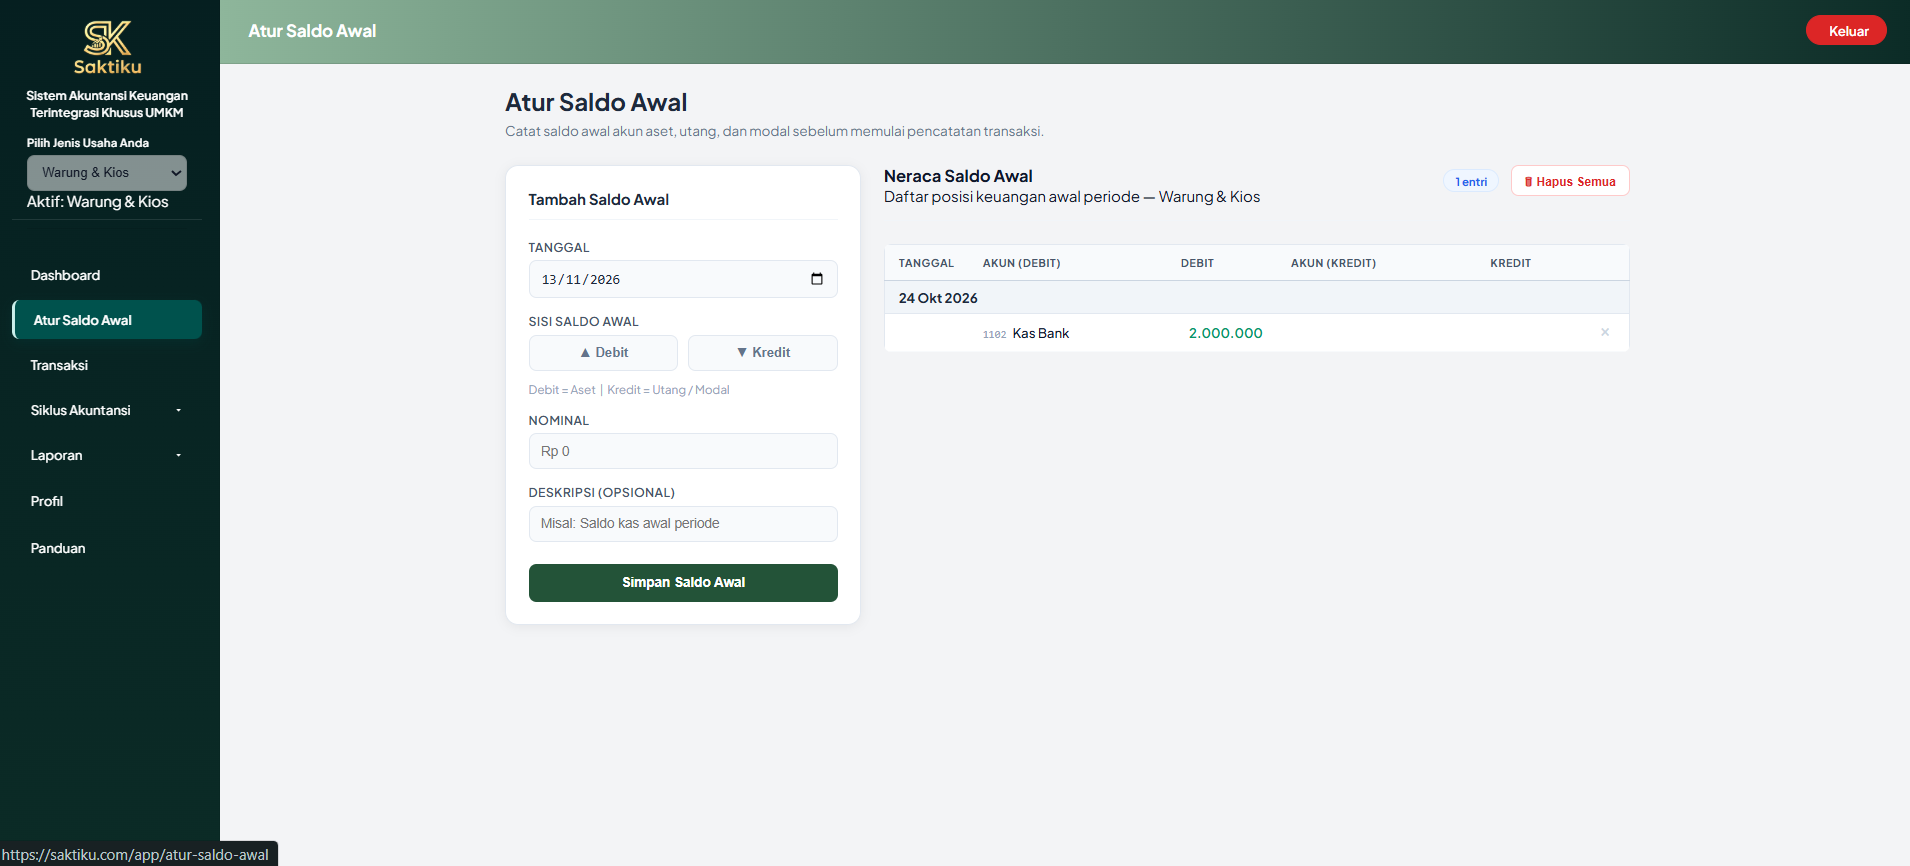 SK
Saktiku
Sistem Akuntansi Keuangan
Terintegrasi Khusus UMKM
Pilih Jenis Usaha Anda
Warung & Kios
Aktif: Warung & Kios
Dashboard
Atur Saldo Awal
Transaksi
Siklus Akuntansi
Laporan
Profil
Panduan
Atur Saldo Awal
Keluar
Atur Saldo Awal
Catat saldo awal akun aset, utang, dan modal sebelum memulai pencatatan transaksi.
Tambah Saldo Awal
TANGGAL
13/11/2026
SISI SALDO AWAL
▲ Debit
▼ Kredit
Debit = Aset | Kredit = Utang / Modal
NOMINAL
Rp 0
DESKRIPSI (OPSIONAL)
Misal: Saldo kas awal periode
Simpan Saldo Awal
Neraca Saldo Awal
Daftar posisi keuangan awal periode — Warung & Kios
1 entri
Hapus Semua
TANGGAL AKUN (DEBIT) DEBIT AKUN (KREDIT) KREDIT
24 Okt 2026
1102 Kas Bank 2.000.000 ×
https://saktiku.com/app/atur-saldo-awal